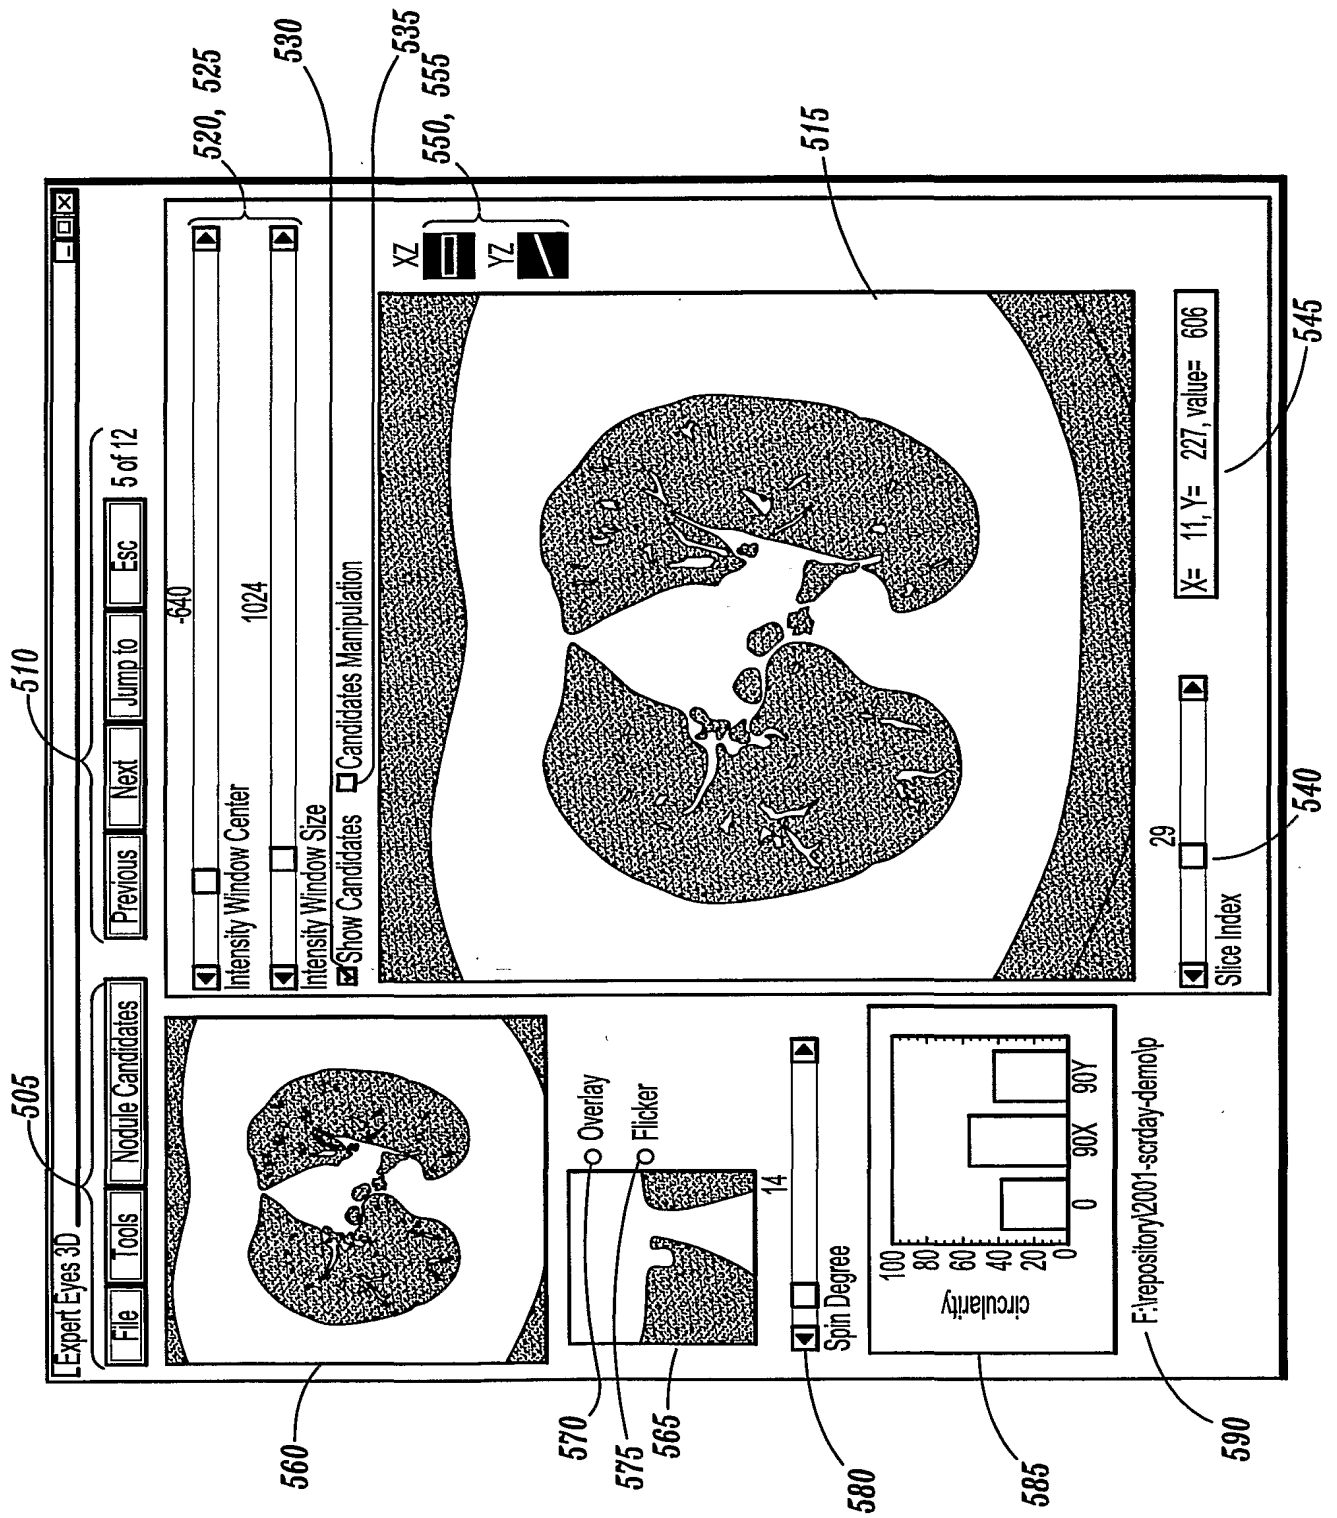 505
510
Expert Eyes 3D
File Tools Nodule Candidates Previous Next Jump to Esc 5 of 12
520, 525
-640
Intensity Window Center
1024
Intensity Window Size
530
Show Candidates Candidates Manipulation
535
XZ
YZ
550, 555
515
560
570
Overlay
575
Flicker
565
14
Spin Degree
580
100
80
60
40
20
0
circularity
0 90X 90Y
585
F:\repository\2001-scrday-demo\p
590
29
Slice Index
540
X= 11, Y= 227, value= 606
545